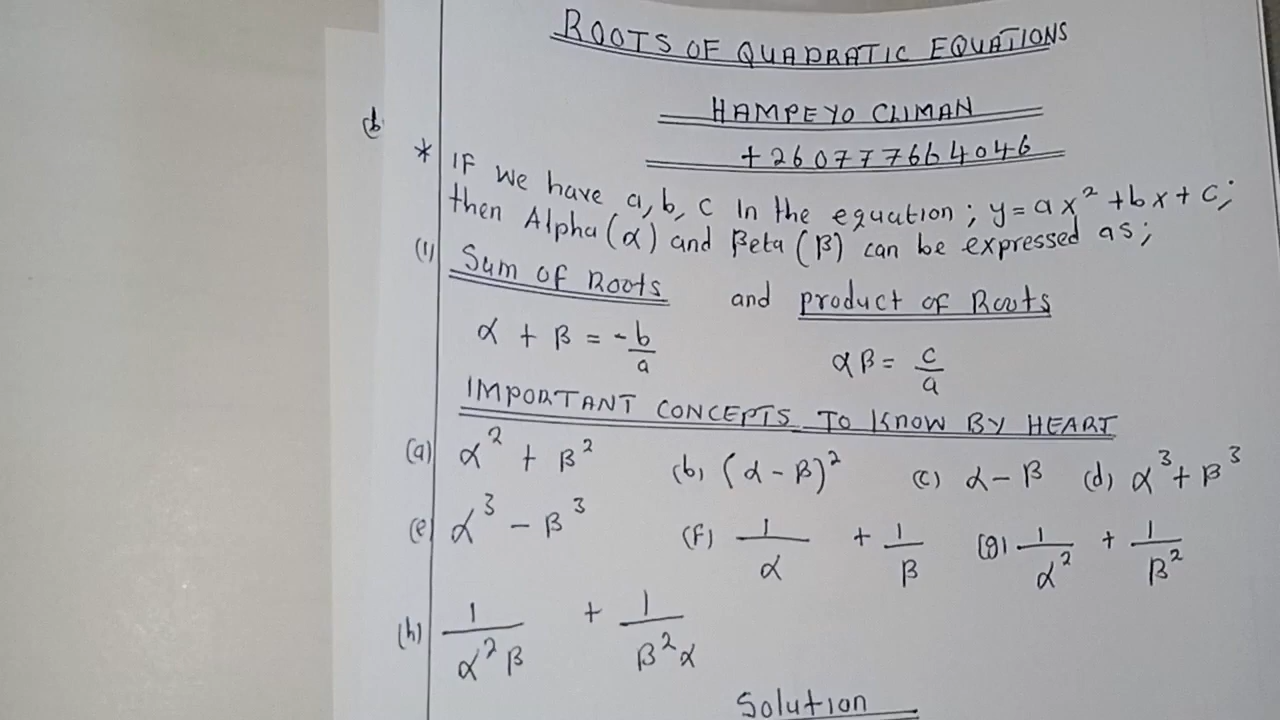 ROOTS OF QUADRATIC EQUATIONS
HAMPEYO CLIMAN
+260777664046
(b
* IF we have a, b, c In the equation; y = ax² + bx + c;
then Alpha (α) and Beta (β) can be expressed as;
(1) Sum OF Roots and product of Roots
α + β = -b/a αβ = c/a
IMPORTANT CONCEPTS TO KNOW BY HEART
(a) α² + β² (b) (α - β)² (c) α - β (d) α³ + β³
(e) α³ - β³ (F) 1/α + 1/β (g) 1/α² + 1/β²
(h) 1/α²β + 1/β²α
Solution